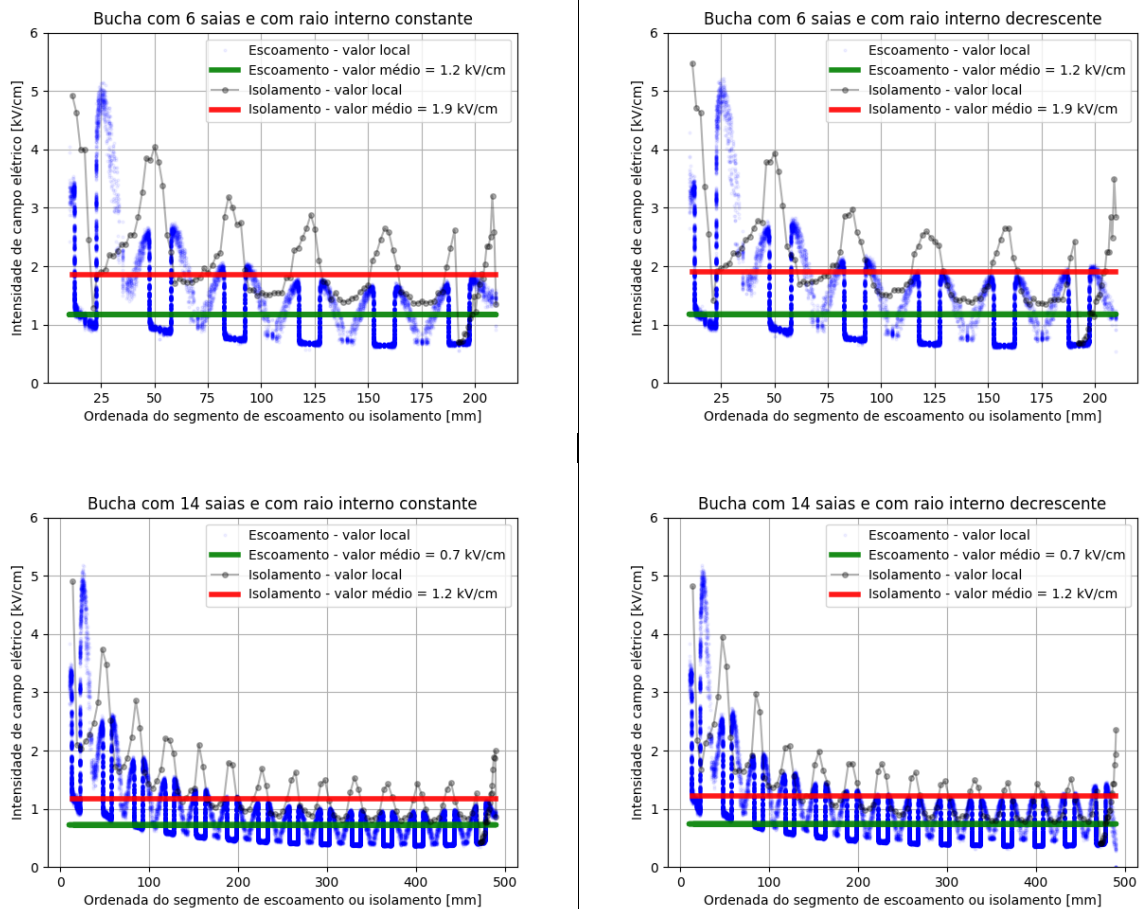 Bucha com 6 saias e com raio interno constante
6
5
4
3
2
1
0
Intensidade de campo elétrico [kV/cm]
Escoamento - valor local
Escoamento - valor médio = 1.2 kV/cm
Isolamento - valor local
Isolamento - valor médio = 1.9 kV/cm
25 50 75 100 125 150 175 200
Ordenada do segmento de escoamento ou isolamento [mm]
Bucha com 6 saias e com raio interno decrescente
6
5
4
3
2
1
0
Intensidade de campo elétrico [kV/cm]
Escoamento - valor local
Escoamento - valor médio = 1.2 kV/cm
Isolamento - valor local
Isolamento - valor médio = 1.9 kV/cm
25 50 75 100 125 150 175 200
Ordenada do segmento de escoamento ou isolamento [mm]
Bucha com 14 saias e com raio interno constante
6
5
4
3
2
1
0
Intensidade de campo elétrico [kV/cm]
Escoamento - valor local
Escoamento - valor médio = 0.7 kV/cm
Isolamento - valor local
Isolamento - valor médio = 1.2 kV/cm
0 100 200 300 400 500
Ordenada do segmento de escoamento ou isolamento [mm]
Bucha com 14 saias e com raio interno decrescente
6
5
4
3
2
1
0
Intensidade de campo elétrico [kV/cm]
Escoamento - valor local
Escoamento - valor médio = 0.7 kV/cm
Isolamento - valor local
Isolamento - valor médio = 1.2 kV/cm
0 100 200 300 400 500
Ordenada do segmento de escoamento ou isolamento [mm]